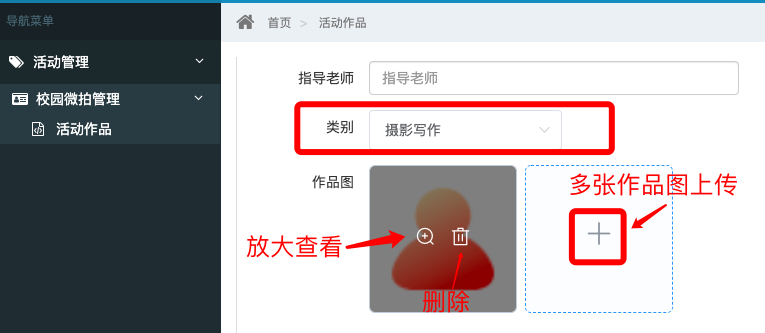 导航菜单
首页 > 活动作品
活动管理
校园微拍管理
活动作品
指导老师 指导老师
类别 摄影写作
作品图
多张作品图上传
放大查看
删除